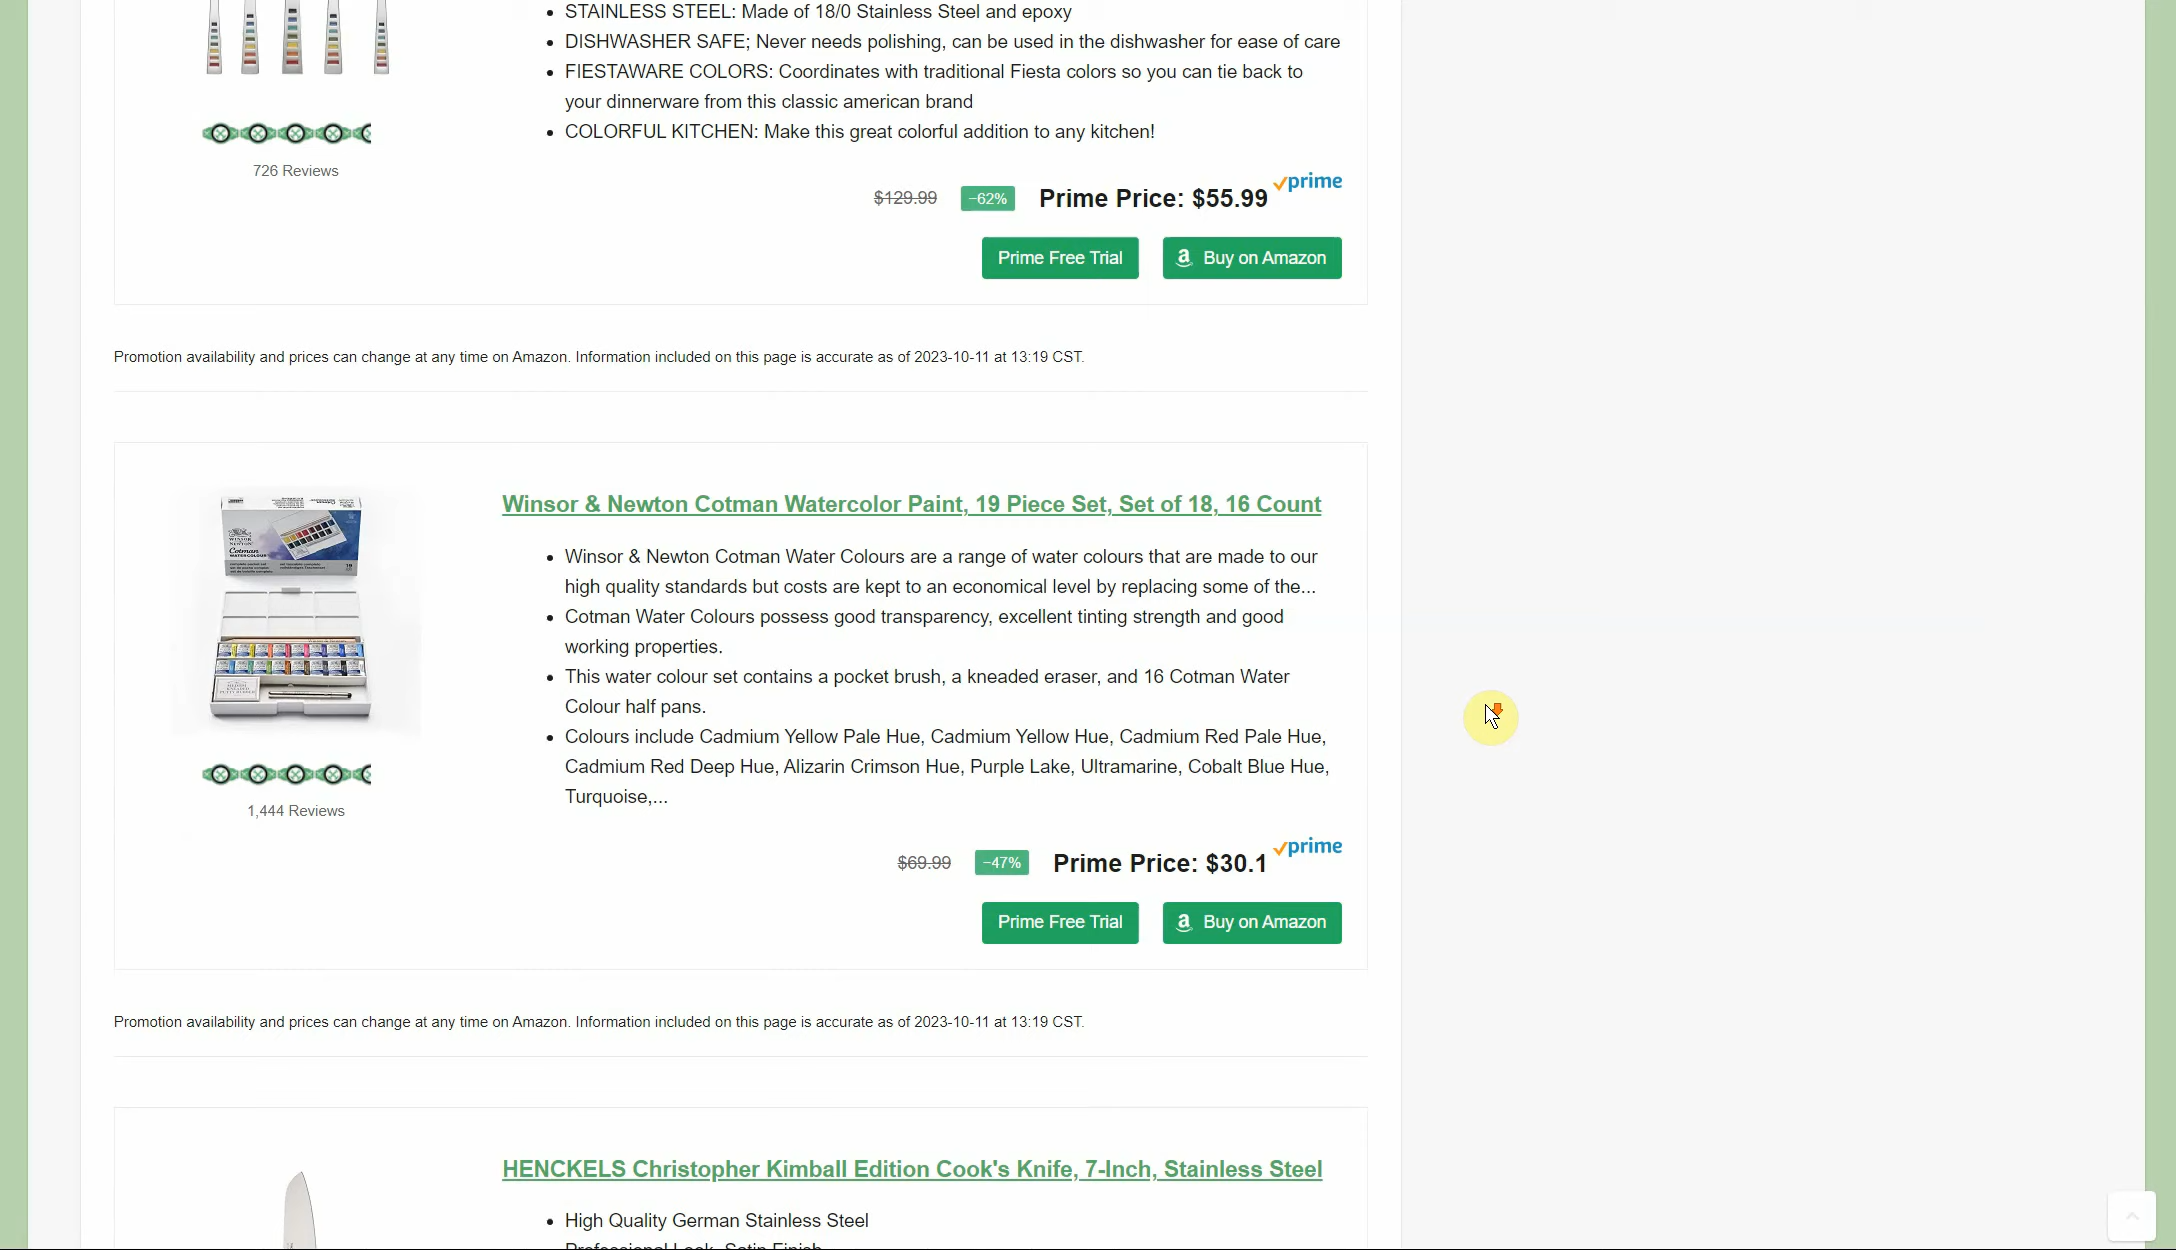 STAINLESS STEEL: Made of 18/0 Stainless Steel and epoxy
DISHWASHER SAFE; Never needs polishing, can be used in the dishwasher for ease of care
FIESTAWARE COLORS: Coordinates with traditional Fiesta colors so you can tie back to
your dinnerware from this classic american brand
COLORFUL KITCHEN: Make this great colorful addition to any kitchen!
726 Reviews
$129.99 −62% Prime Price: $55.99 prime
Prime Free Trial Buy on Amazon
Promotion availability and prices can change at any time on Amazon. Information included on this page is accurate as of 2023-10-11 at 13:19 CST.
Winsor & Newton Cotman Watercolor Paint, 19 Piece Set, Set of 18, 16 Count
WINSOR
& NEWTON
Cotman
WATERCOLOUR
Winsor & Newton Cotman Water Colours are a range of water colours that are made to our
high quality standards but costs are kept to an economical level by replacing some of the...
Cotman Water Colours possess good transparency, excellent tinting strength and good
working properties.
This water colour set contains a pocket brush, a kneaded eraser, and 16 Cotman Water
Colour half pans.
Colours include Cadmium Yellow Pale Hue, Cadmium Yellow Hue, Cadmium Red Pale Hue,
Cadmium Red Deep Hue, Alizarin Crimson Hue, Purple Lake, Ultramarine, Cobalt Blue Hue,
Turquoise,...
1,444 Reviews
$69.99 −47% Prime Price: $30.1 prime
Prime Free Trial Buy on Amazon
Promotion availability and prices can change at any time on Amazon. Information included on this page is accurate as of 2023-10-11 at 13:19 CST.
HENCKELS Christopher Kimball Edition Cook's Knife, 7-Inch, Stainless Steel
High Quality German Stainless Steel
Professional Look, Satin Finish